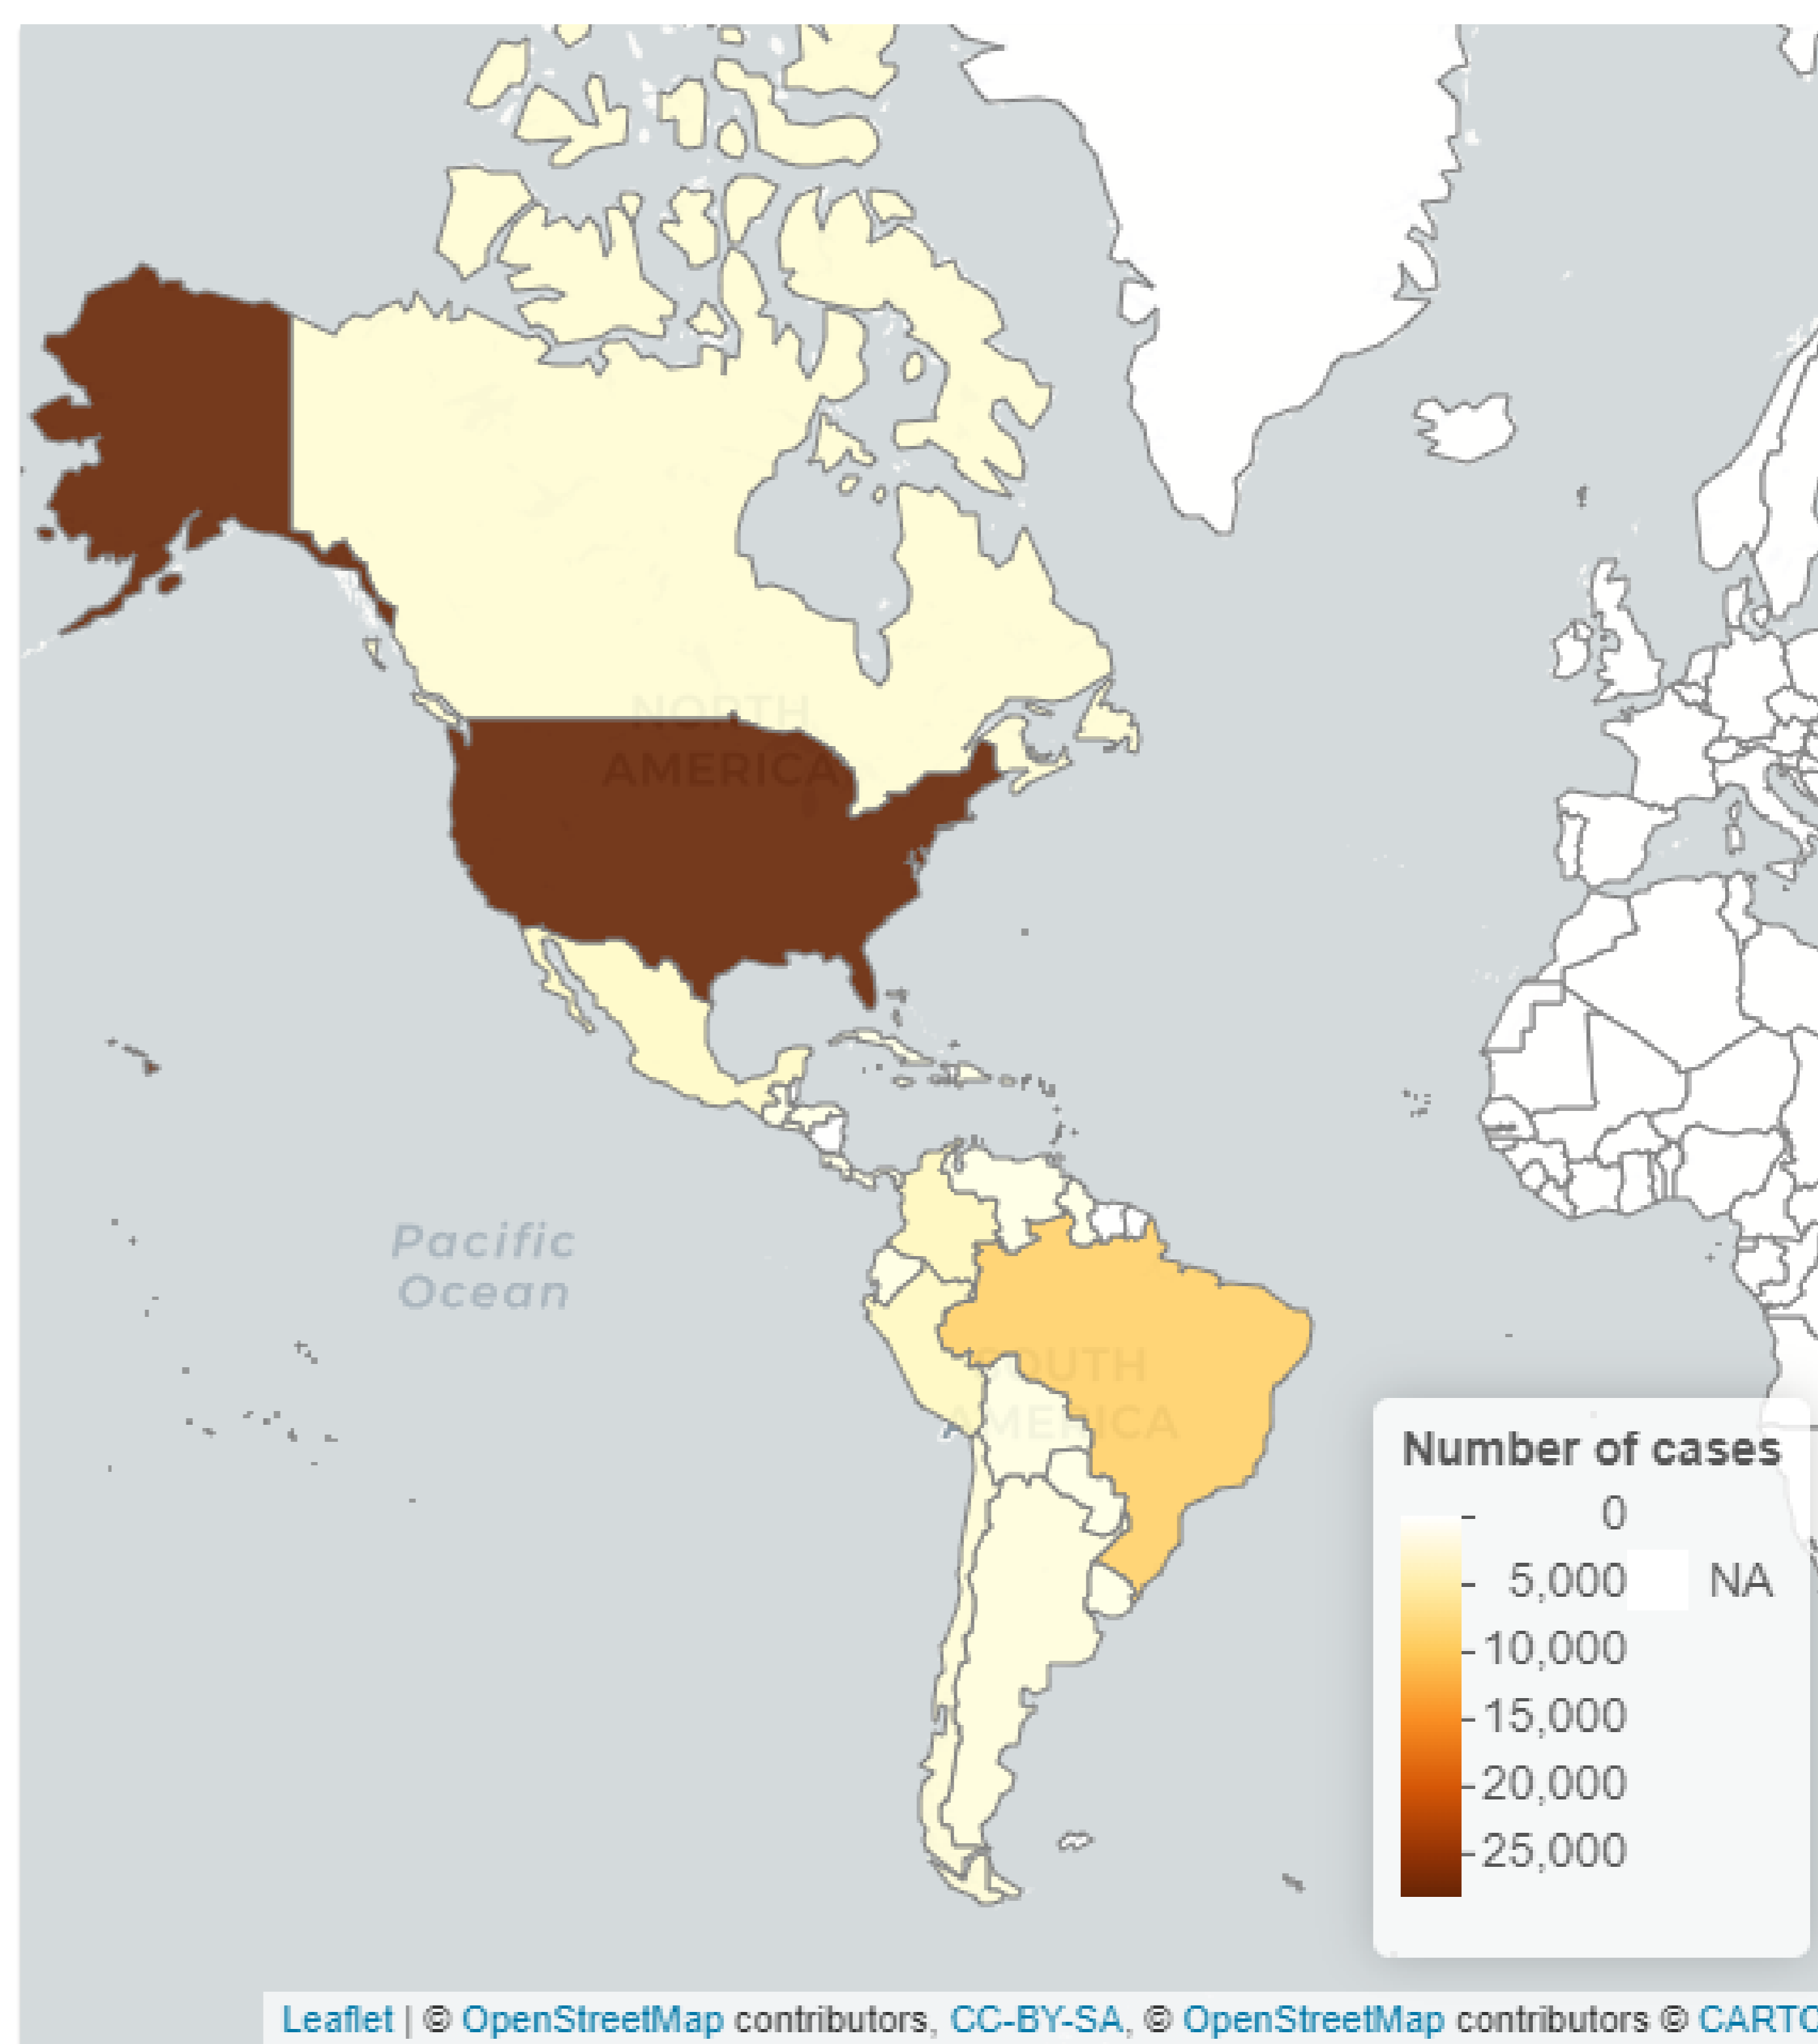 NORTH
AMERICA
Pacific
Ocean
SOUTH
AMERICA
Number of cases
0
5,000
NA
10,000
15,000
20,000
25,000
Leaflet | © OpenStreetMap contributors, CC-BY-SA, © OpenStreetMap contributors © CARTO